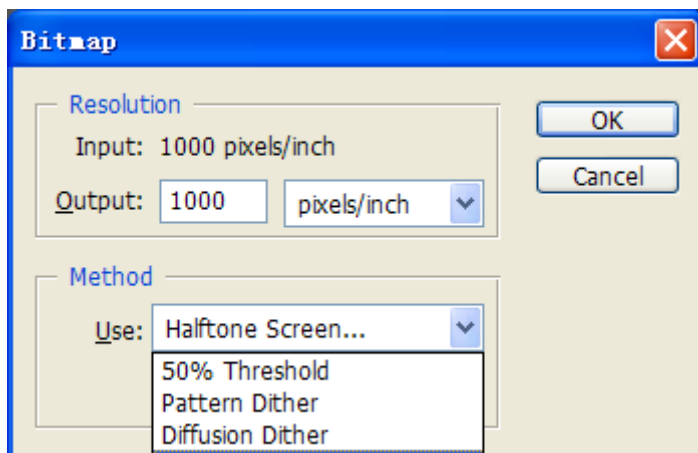 Bitmap
Resolution
Input: 1000 pixels/inch
OK
Output: 1000 pixels/inch
Cancel
Method
Use: Halftone Screen...
50% Threshold
Pattern Dither
Diffusion Dither